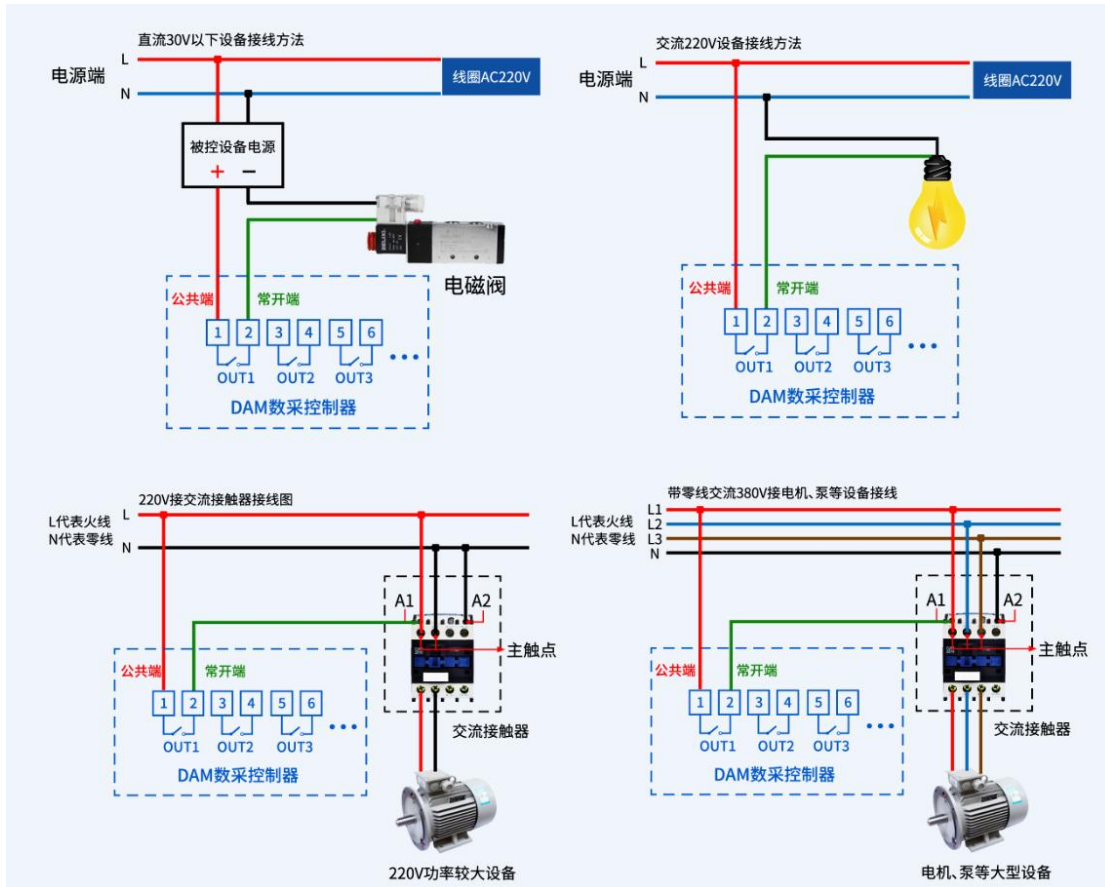 直流30V以下设备接线方法
L
电源端
N
线圈AC220V
被控设备电源
+ −
电磁阀
公共端
常开端
1 2 3 4 5 6
OUT1 OUT2 OUT3
DAM数采控制器
交流220V设备接线方法
L
电源端
N
线圈AC220V
公共端
常开端
1 2 3 4 5 6
OUT1 OUT2 OUT3
DAM数采控制器
220V接交流接触器接线图
L
L代表火线
N代表零线
N
A1
A2
主触点
公共端
常开端
1 2 3 4 5 6
OUT1 OUT2 OUT3
交流接触器
DAM数采控制器
220V功率较大设备
带零线交流380V接电机、泵等设备接线
L1
L代表火线
L2
N代表零线
L3
N
A1
A2
主触点
公共端
常开端
1 2 3 4 5 6
OUT1 OUT2 OUT3
交流接触器
DAM数采控制器
电机、泵等大型设备